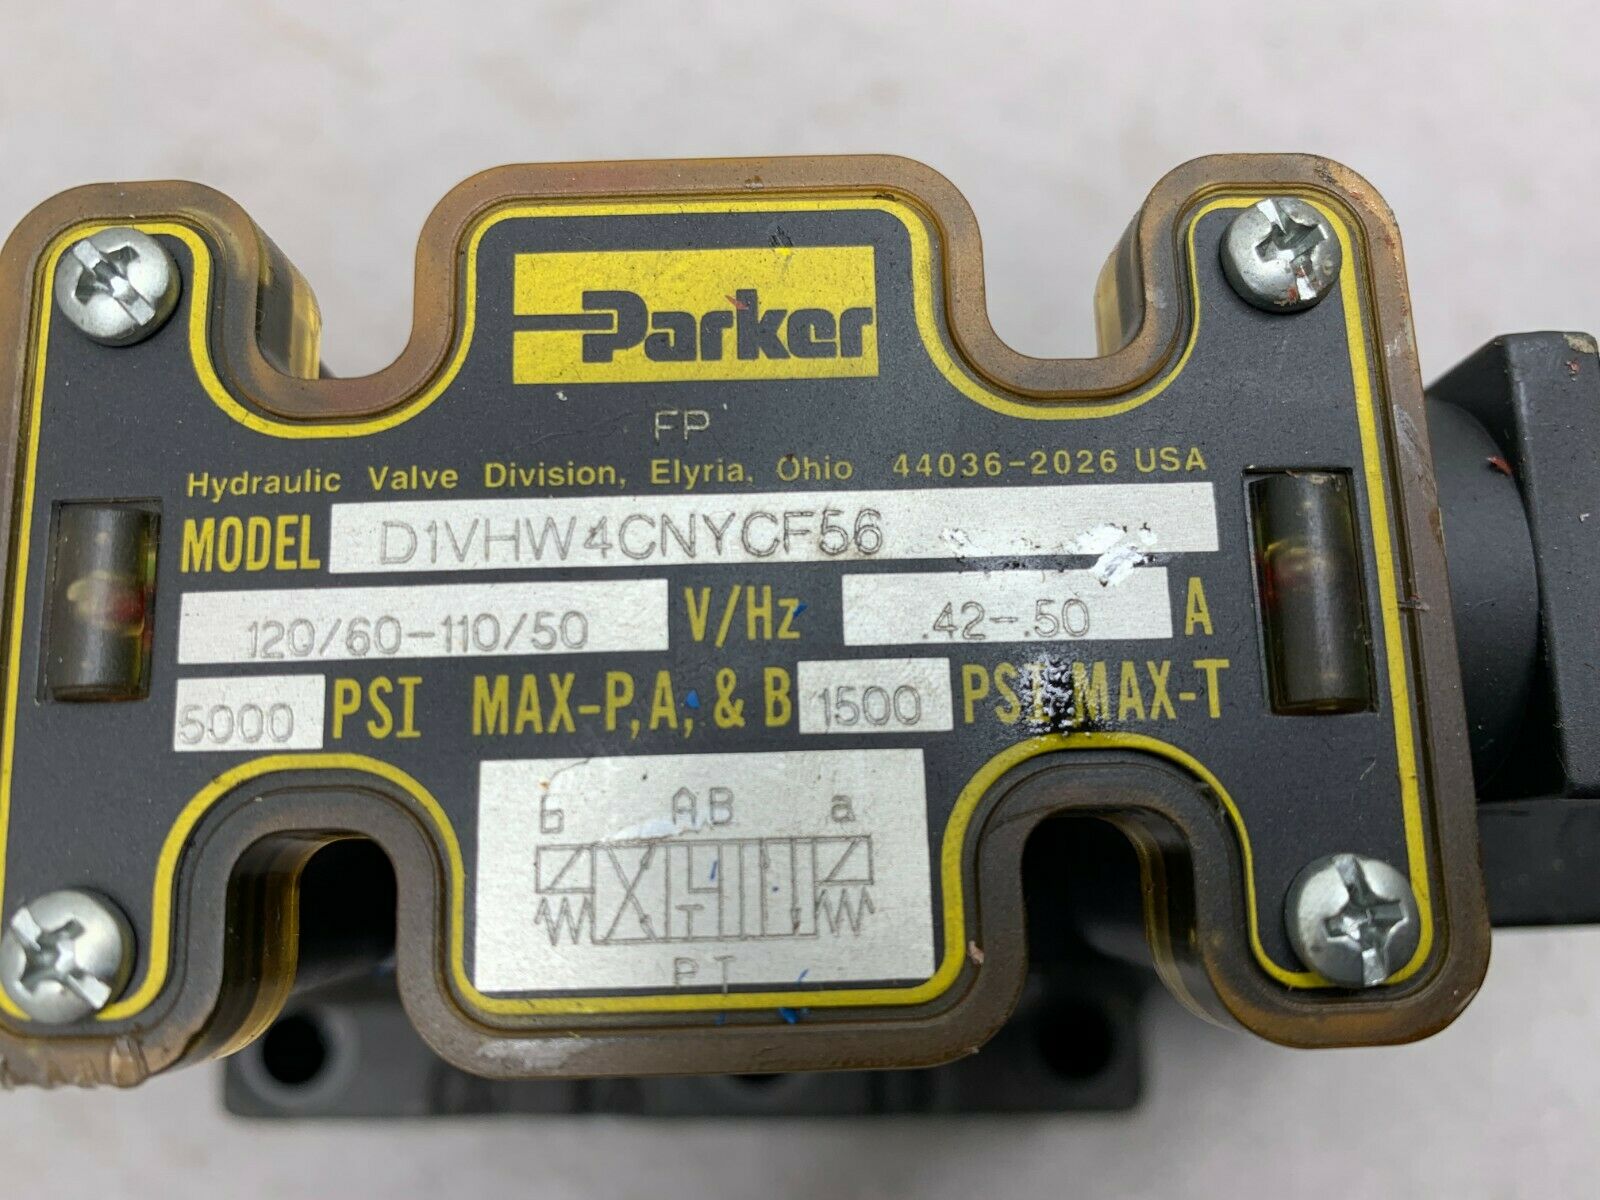 Parker
FP
Hydraulic Valve Division, Elyria, Ohio 44036-2026 USA
MODEL D1VHW4CNYCF56
120/60-110/50 V/Hz .42-.50 A
5000 PSI MAX-P,A, & B 1500 PSI MAX-T
b AB a
T
PT